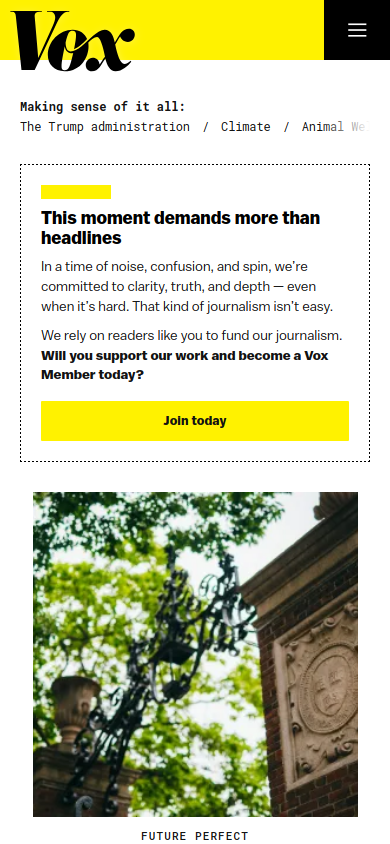 Vox
Making sense of it all:
The Trump administration / Climate / Animal We
This moment demands more than
headlines
In a time of noise, confusion, and spin, we’re
committed to clarity, truth, and depth — even
when it’s hard. That kind of journalism isn’t easy.
We rely on readers like you to fund our journalism.
Will you support our work and become a Vox
Member today?
Join today
FUTURE PERFECT